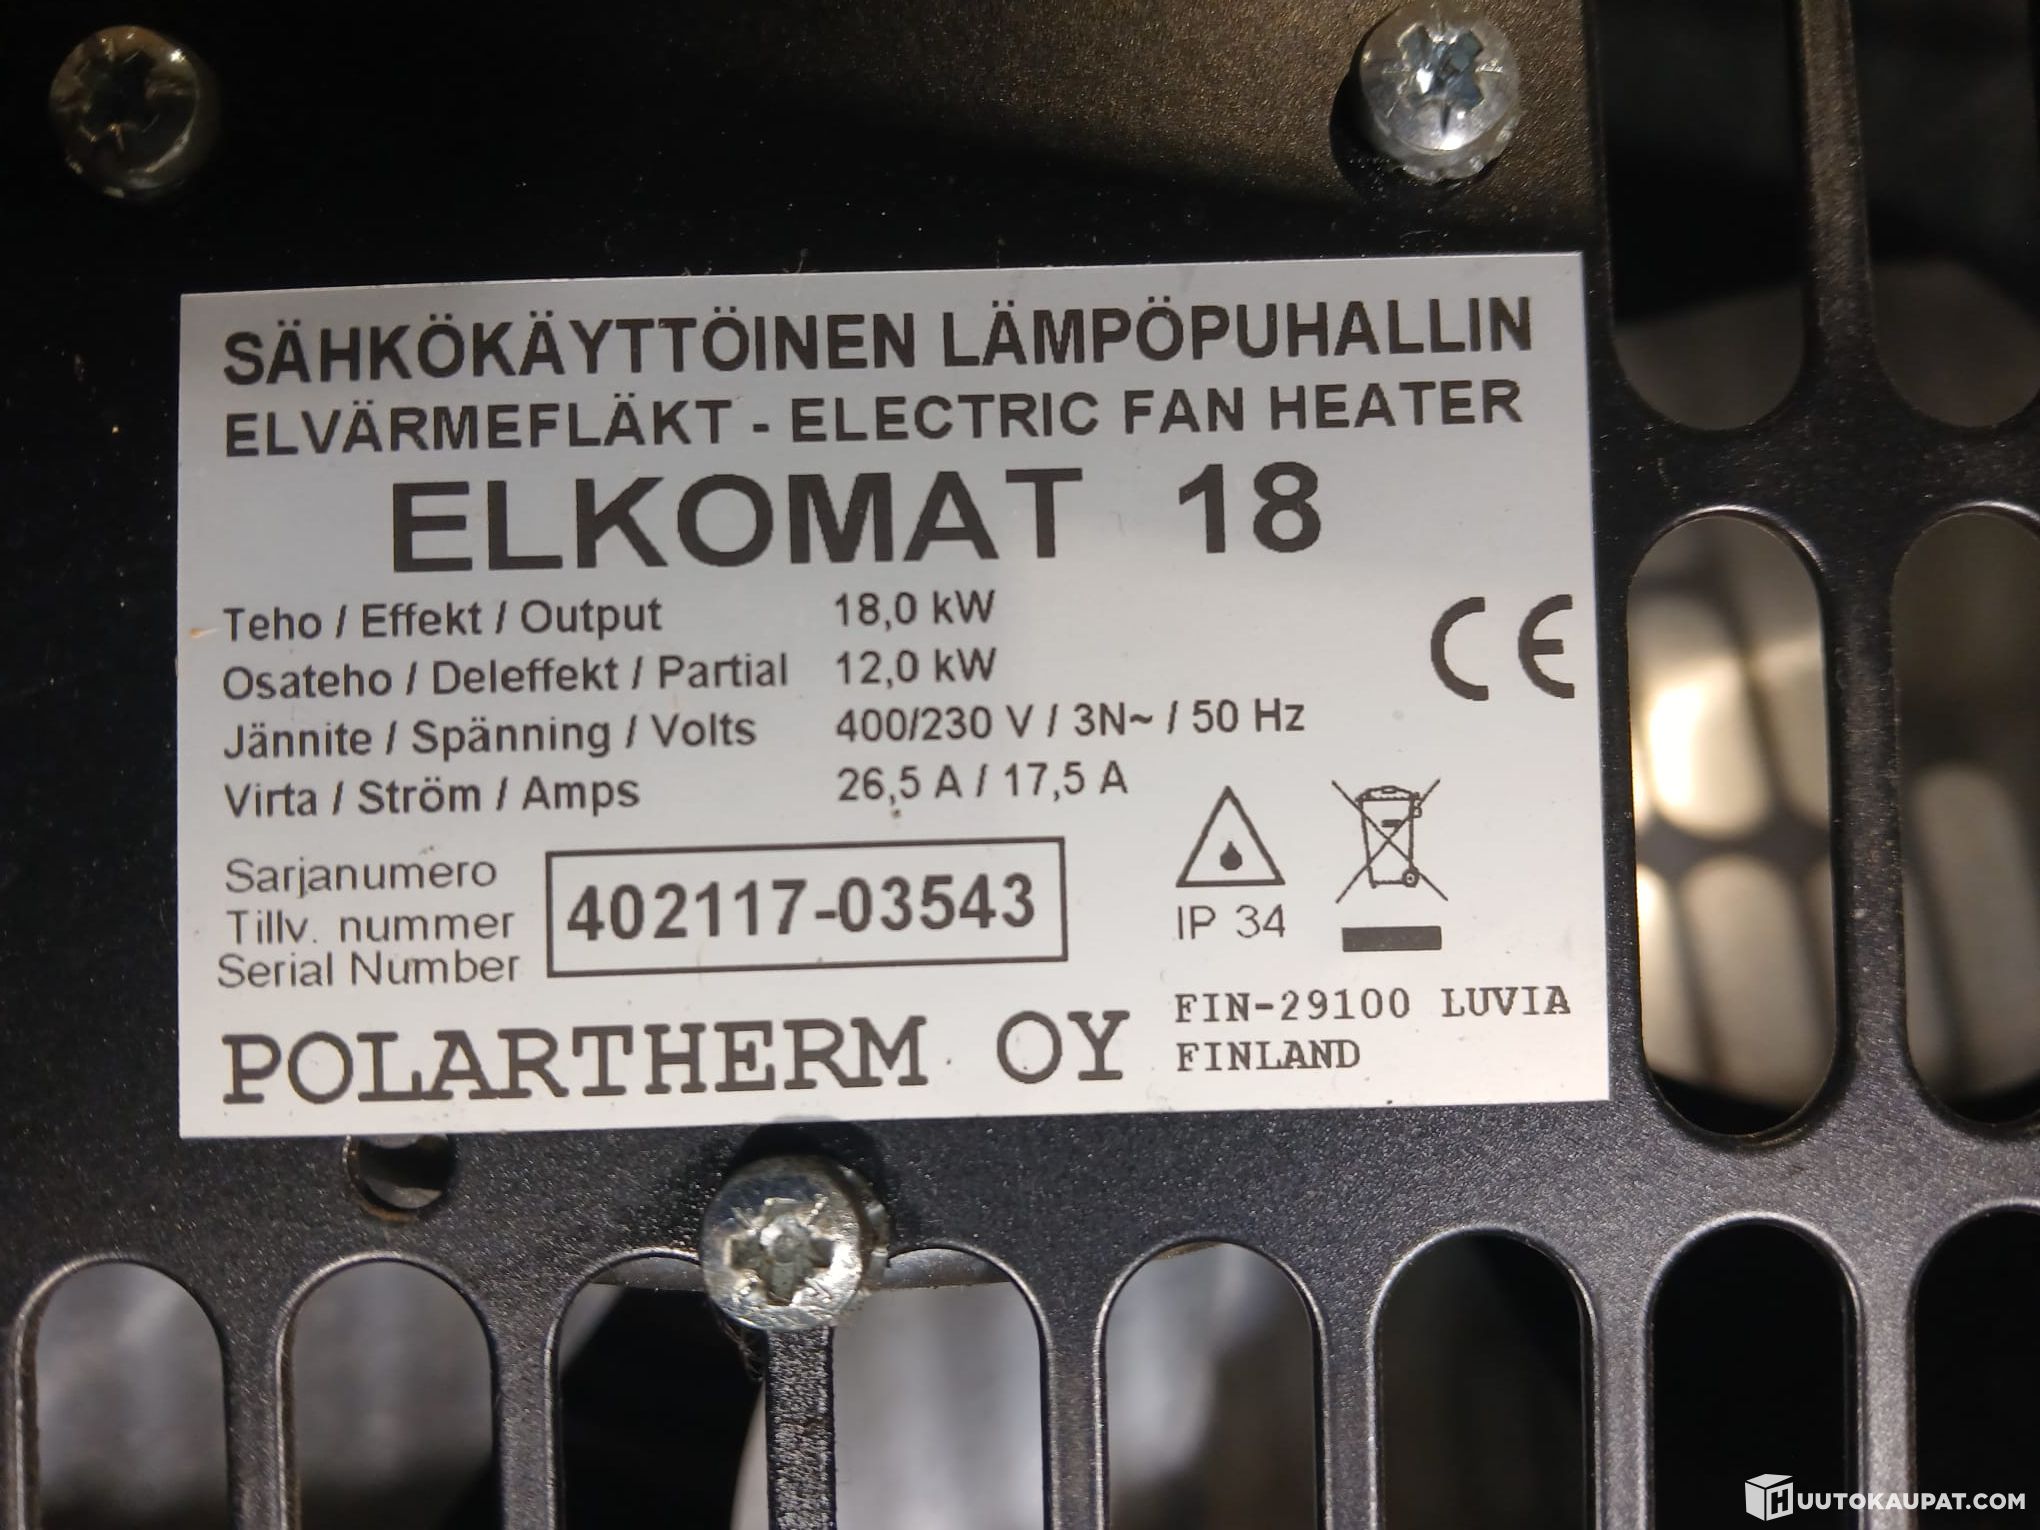 SÄHKÖKÄYTTÖINEN LÄMPÖPUHALLIN
ELVÄRMEFLÄKT - ELECTRIC FAN HEATER
ELKOMAT 18
Teho / Effekt / Output 18,0 kW
Osateho / Deleffekt / Partial 12,0 kW
Jännite / Spänning / Volts 400/230 V / 3N~ / 50 Hz
Virta / Ström / Amps 26,5 A / 17,5 A
CE
Sarjanumero
Tillv. nummer
Serial Number
402117-03543
IP 34
POLARTHERM OY
FIN-29100 LUVIA
FINLAND
HUUTOKAUPAT.COM